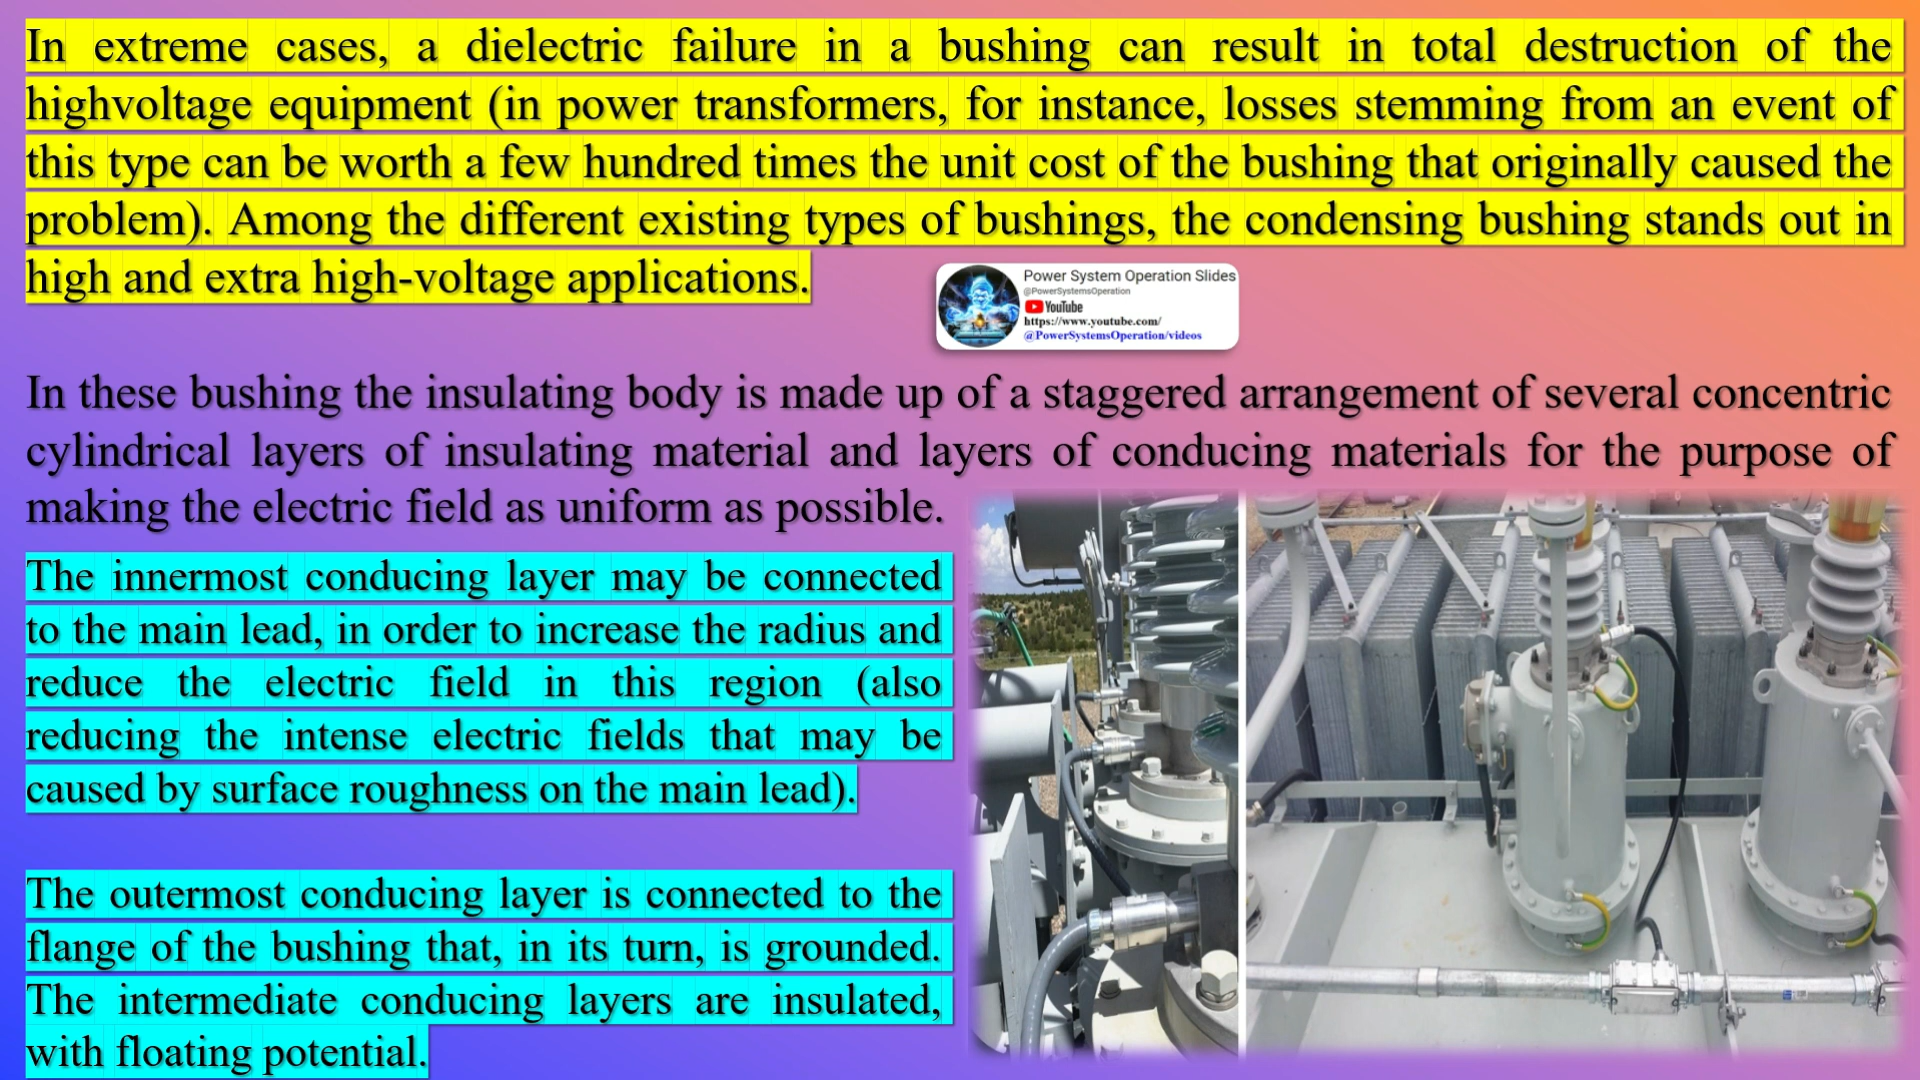 In extreme cases, a dielectric failure in a bushing can result in total destruction of the
highvoltage equipment (in power transformers, for instance, losses stemming from an event of
this type can be worth a few hundred times the unit cost of the bushing that originally caused the
problem). Among the different existing types of bushings, the condensing bushing stands out in
high and extra high-voltage applications.
Power System Operation Slides
@PowerSystemsOperation
YouTube
https://www.youtube.com/
@PowerSystemsOperation/videos
In these bushing the insulating body is made up of a staggered arrangement of several concentric
cylindrical layers of insulating material and layers of conducing materials for the purpose of
making the electric field as uniform as possible.
The innermost conducing layer may be connected
to the main lead, in order to increase the radius and
reduce the electric field in this region (also
reducing the intense electric fields that may be
caused by surface roughness on the main lead).
The outermost conducing layer is connected to the
flange of the bushing that, in its turn, is grounded.
The intermediate conducing layers are insulated,
with floating potential.